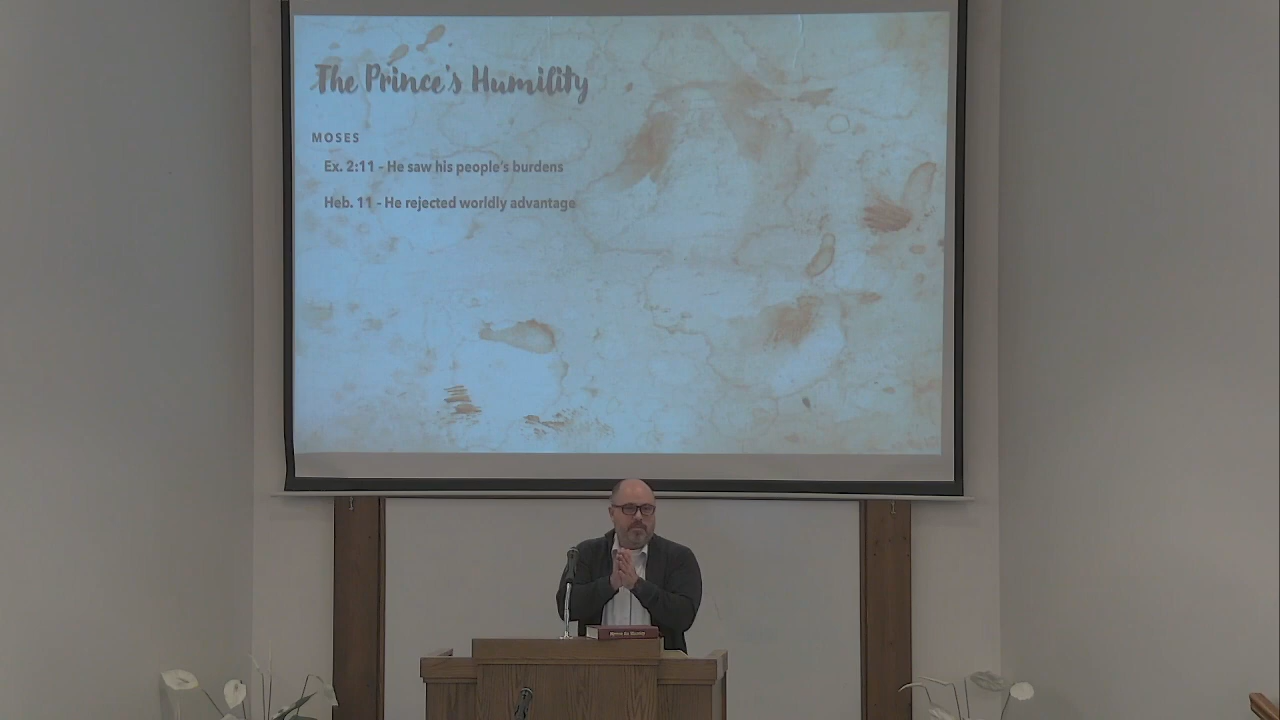 The Prince's Humility
MOSES
Ex. 2:11 - He saw his people's burdens
Heb. 11 - He rejected worldly advantage